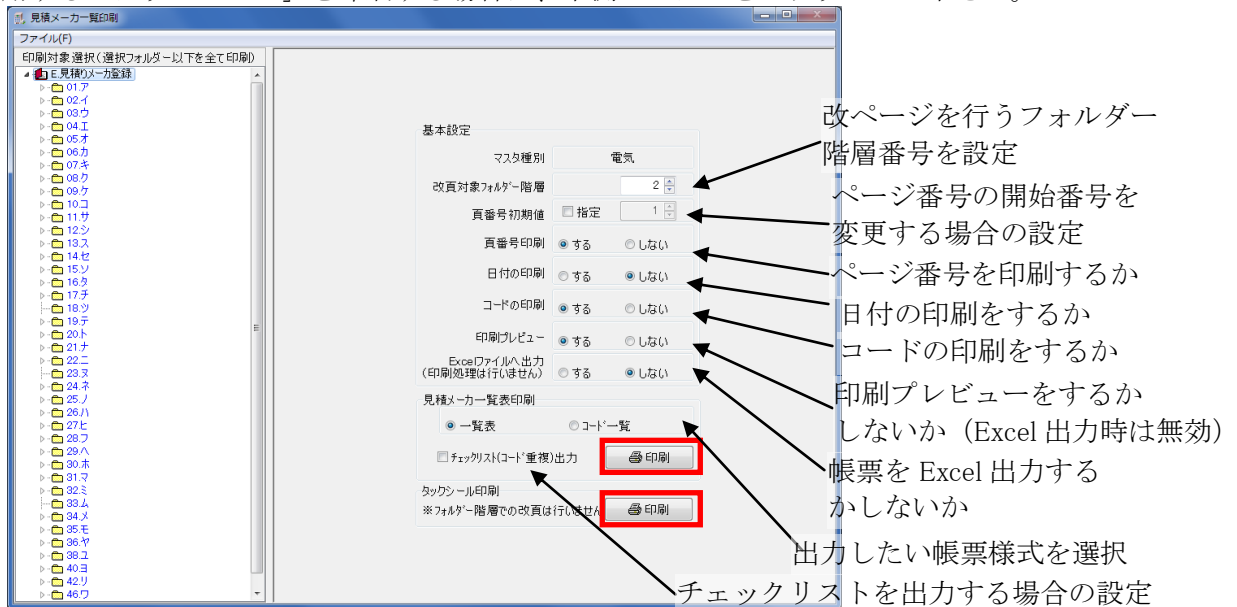 見積メーカ一覧印刷
ファイル(F)
印刷対象選択(選択フォルダー以下を全て印刷)
E.見積りメーカ登録
01.ア
02.イ
03.ウ
04.エ
05.オ
06.カ
07.キ
08.ク
09.ケ
10.コ
11.サ
12.シ
13.ス
14.セ
15.ソ
16.タ
17.チ
18.ツ
19.テ
20.ト
21.ナ
22.ニ
23.ヌ
24.ネ
25.ノ
26.ハ
27.ヒ
28.フ
29.ヘ
30.ホ
31.マ
32.ミ
33.ム
34.メ
35.モ
36.ヤ
38.ユ
40.ヨ
42.リ
46.ワ
基本設定
マスタ種別 電気
改頁対象フォルダー階層 2
頁番号初期値 指定 1
頁番号印刷 する しない
日付の印刷 する しない
コードの印刷 する しない
印刷プレビュー する しない
Excelファイルへ出力
(印刷処理は行いません) する しない
見積メーカ一覧表印刷
一覧表 コード一覧
チェックリスト(コード重複)出力 印刷
タックシール印刷
※フォルダー階層での改頁は行いません 印刷
改ページを行うフォルダー
階層番号を設定
ページ番号の開始番号を
変更する場合の設定
ページ番号を印刷するか
日付の印刷をするか
コードの印刷をするか
印刷プレビューをするか
しないか（Excel 出力時は無効）
帳票を Excel 出力する
かしないか
出力したい帳票様式を選択
チェックリストを出力する場合の設定